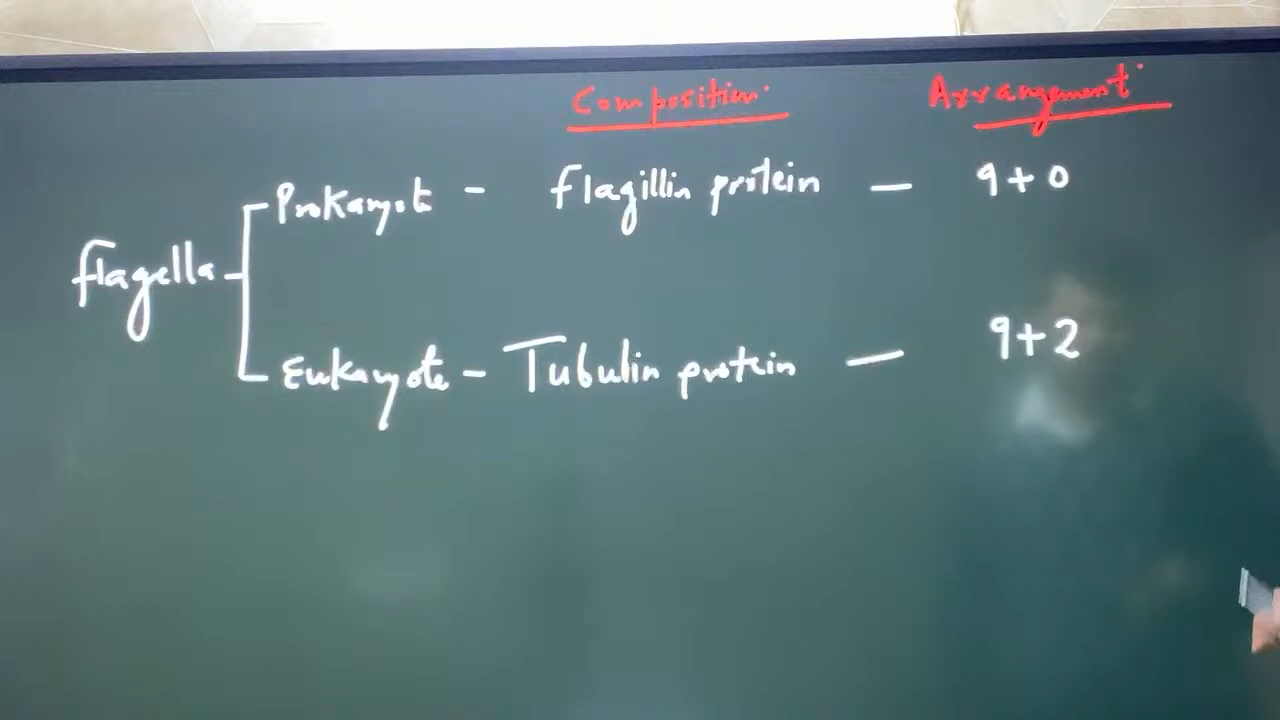 Composition Arrangement
Prokaryote - flagillin protein — 9+0
flagella
Eukaryote - Tubulin protein — 9+2